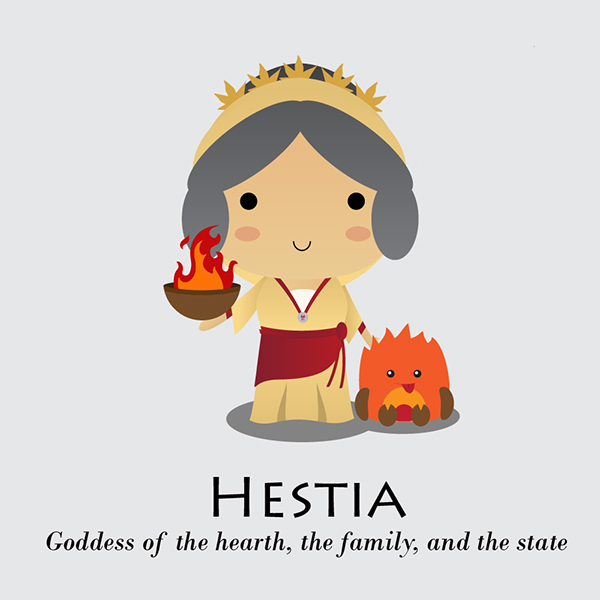 HESTIA
Goddess of the hearth, the family, and the state